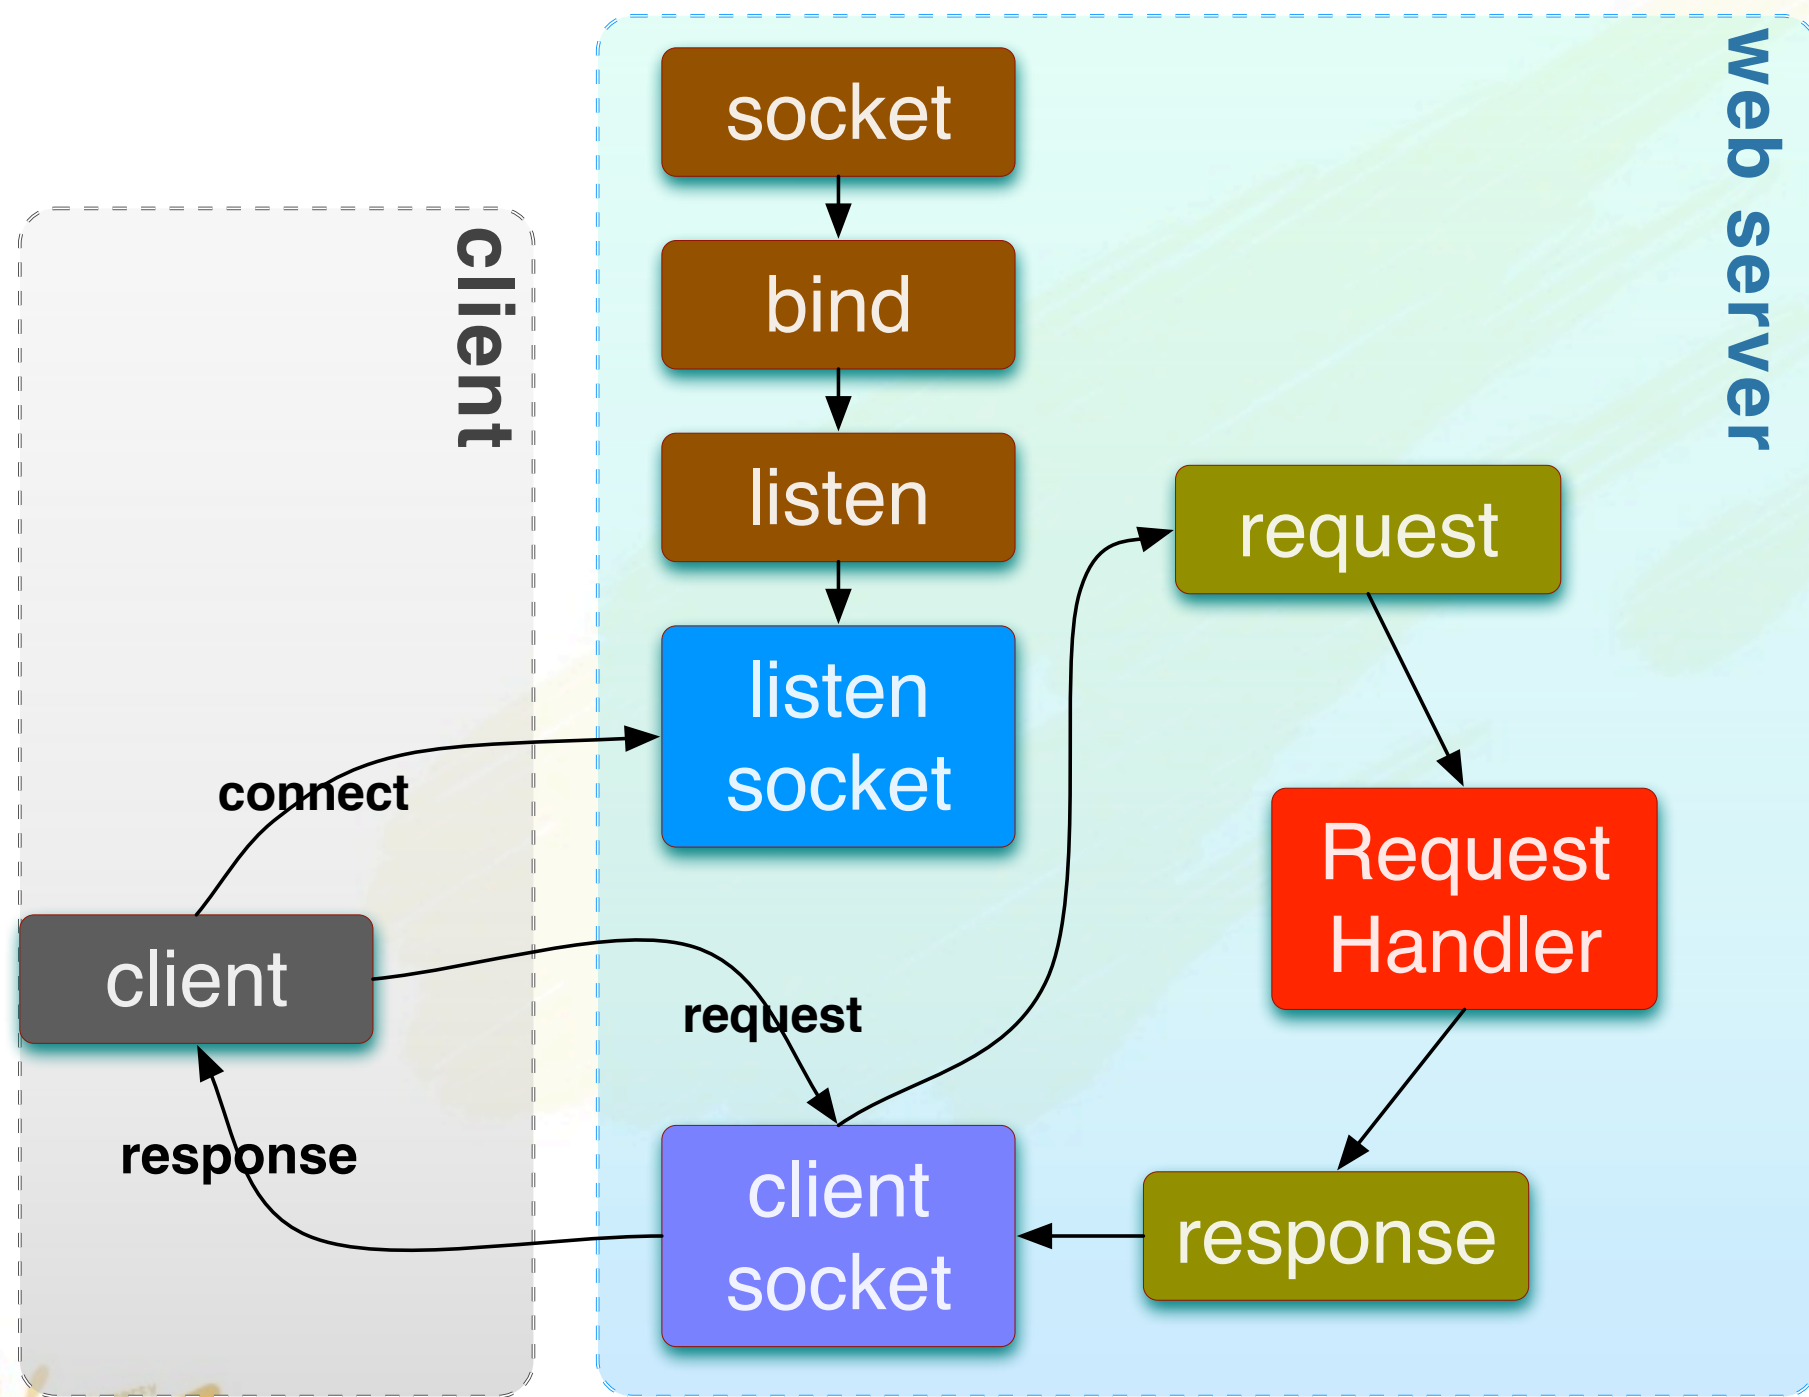 web server
socket
client
bind
listen
request
listen
socket
connect
Request
Handler
client
request
response
client
socket
response